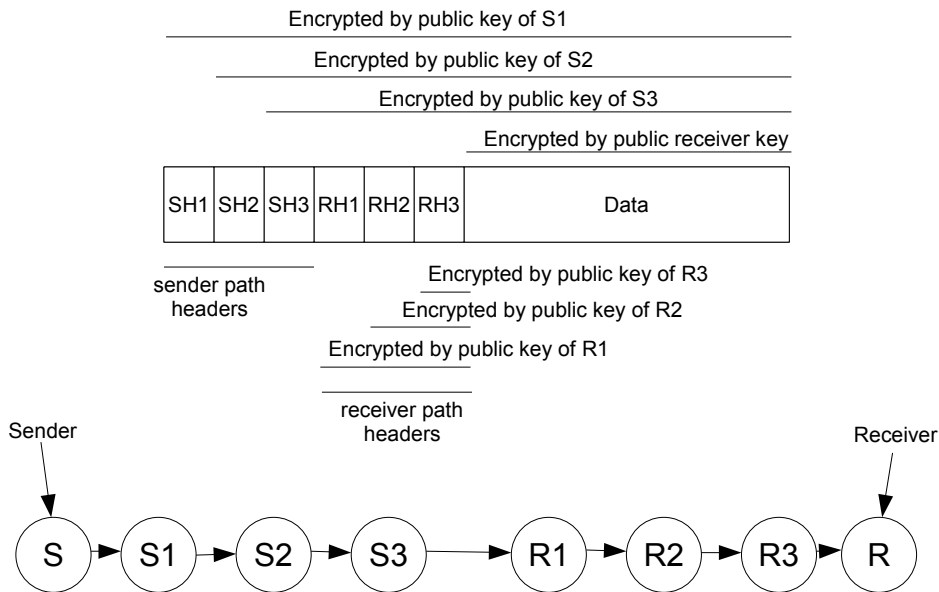 Encrypted by public key of S1
Encrypted by public key of S2
Encrypted by public key of S3
Encrypted by public receiver key
SH1 SH2 SH3 RH1 RH2 RH3 Data
sender path
headers
Encrypted by public key of R3
Encrypted by public key of R2
Encrypted by public key of R1
receiver path
headers
Sender
Receiver
S S1 S2 S3 R1 R2 R3 R